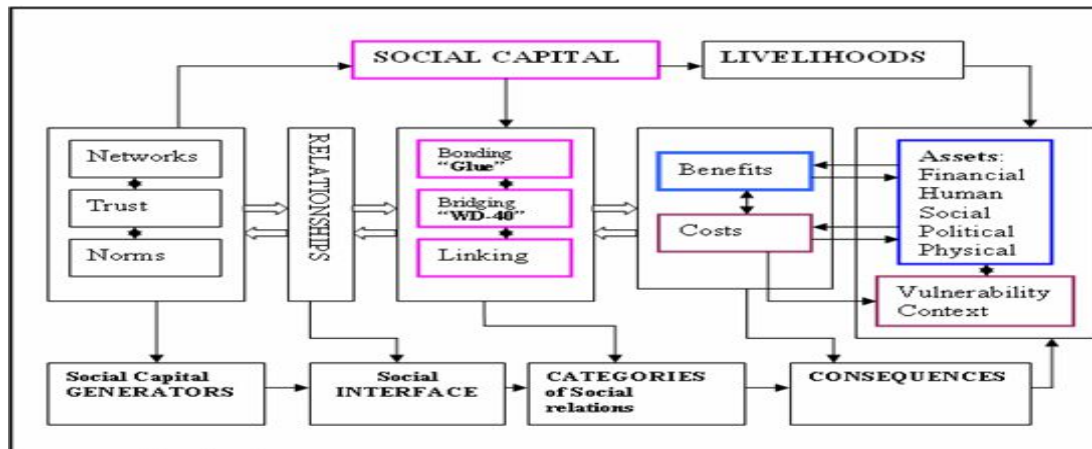 SOCIAL CAPITAL
LIVELIHOODS
Networks
Trust
Norms
RELATIONSHIPS
Bonding
“Glue”
Bridging
“WD-40”
Linking
Benefits
Costs
Assets:
Financial
Human
Social
Political
Physical
Vulnerability
Context
Social Capital
GENERATORS
Social
INTERFACE
CATEGORIES
of Social
relations
CONSEQUENCES